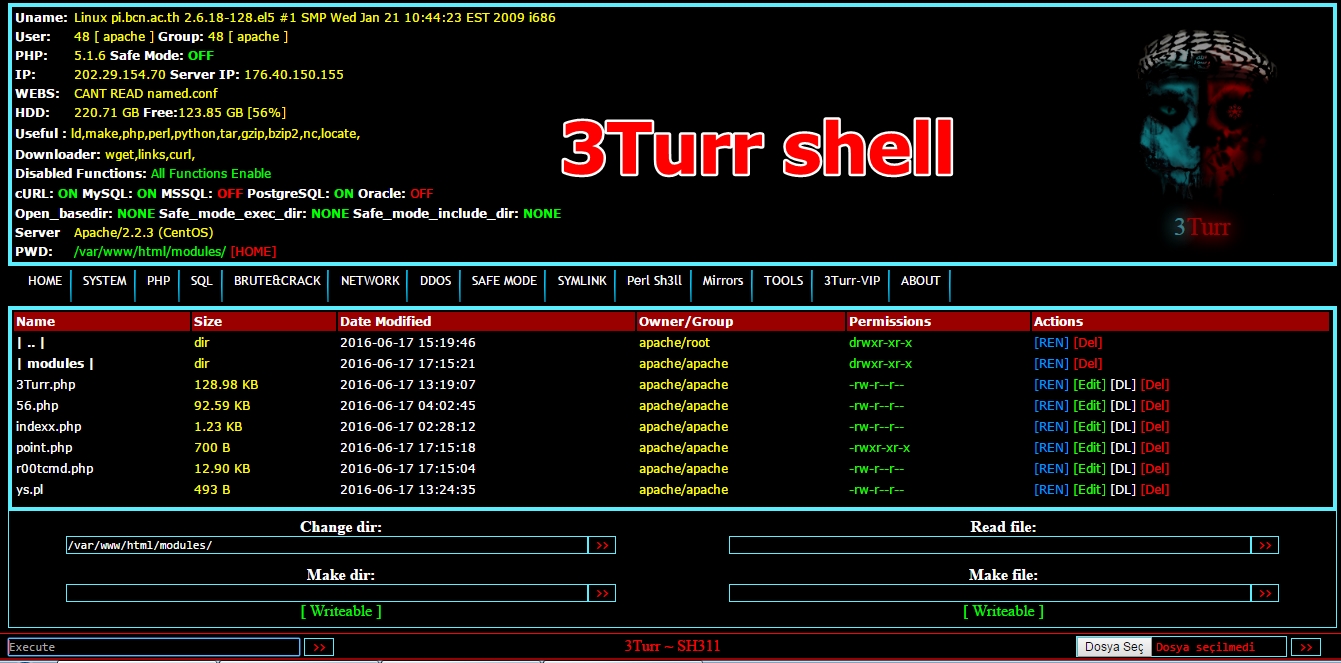 Uname: Linux pi.bcn.ac.th 2.6.18-128.el5 #1 SMP Wed Jan 21 10:44:23 EST 2009 i686
User: 48 [ apache ] Group: 48 [ apache ]
PHP: 5.1.6 Safe Mode: OFF
IP: 202.29.154.70 Server IP: 176.40.150.155
WEBS: CANT READ named.conf
HDD: 220.71 GB Free:123.85 GB [56%]
Useful : ld,make,php,perl,python,tar,gzip,bzip2,nc,locate,
Downloader: wget,links,curl,
Disabled Functions: All Functions Enable
cURL: ON MySQL: ON MSSQL: OFF PostgreSQL: ON Oracle: OFF
Open_basedir: NONE Safe_mode_exec_dir: NONE Safe_mode_include_dir: NONE
Server Apache/2.2.3 (CentOS)
PWD: /var/www/html/modules/ [HOME]
3Turr shell
3Turr
HOME SYSTEM PHP SQL BRUTE&CRACK NETWORK DDOS SAFE MODE SYMLINK Perl Sh3ll Mirrors TOOLS 3Turr-VIP ABOUT
Name Size Date Modified Owner/Group Permissions Actions
| .. | dir 2016-06-17 15:19:46 apache/root drwxr-xr-x [REN] [Del]
| modules | dir 2016-06-17 17:15:21 apache/apache drwxr-xr-x [REN] [Del]
3Turr.php 128.98 KB 2016-06-17 13:19:07 apache/apache -rw-r--r-- [REN] [Edit] [DL] [Del]
56.php 92.59 KB 2016-06-17 04:02:45 apache/apache -rw-r--r-- [REN] [Edit] [DL] [Del]
indexx.php 1.23 KB 2016-06-17 02:28:12 apache/apache -rw-r--r-- [REN] [Edit] [DL] [Del]
point.php 700 B 2016-06-17 17:15:18 apache/apache -rwxr-xr-x [REN] [Edit] [DL] [Del]
r00tcmd.php 12.90 KB 2016-06-17 17:15:04 apache/apache -rw-r--r-- [REN] [Edit] [DL] [Del]
ys.pl 493 B 2016-06-17 13:24:35 apache/apache -rw-r--r-- [REN] [Edit] [DL] [Del]
Change dir: Read file:
/var/www/html/modules/ >> >>
Make dir: Make file:
>> >>
[ Writeable ] [ Writeable ]
Execute >> 3Turr ~ SH311 Dosya Seç Dosya seçilmedi >>